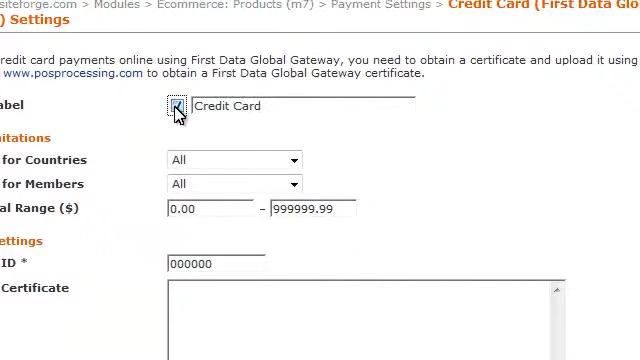 siteforge.com > Modules > Ecommerce: Products (m7) > Payment Settings > Credit Card (First Data Glo
) Settings
redit card payments online using First Data Global Gateway, you need to obtain a certificate and upload it using
www.posprocessing.com to obtain a First Data Global Gateway certificate.
abel Credit Card
itations
for Countries All
for Members All
al Range ($) 0.00 – 999999.99
ettings
ID * 000000
Certificate